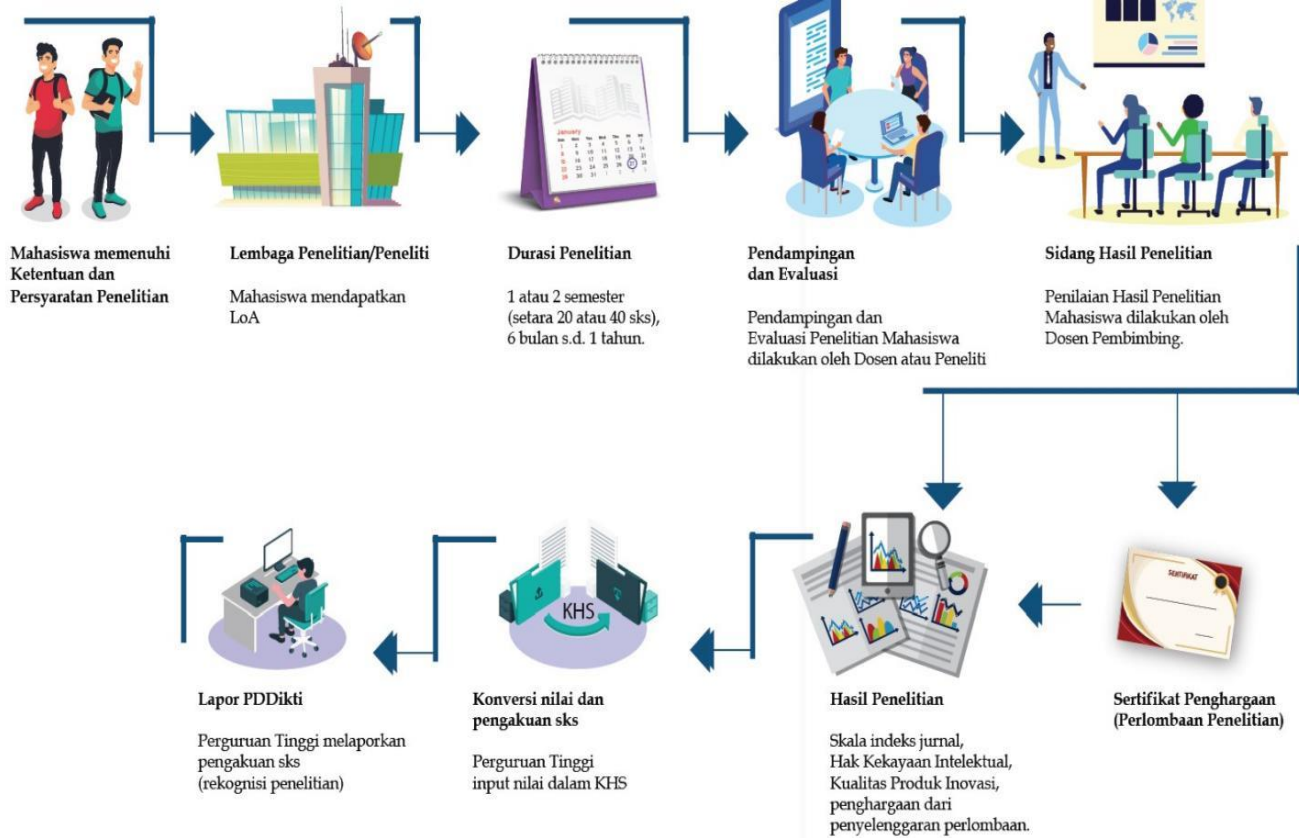 Mahasiswa memenuhi
Ketentuan dan
Persyaratan Penelitian
Lembaga Penelitian/Peneliti
Mahasiswa mendapatkan
LoA
January
Durasi Penelitian
1 atau 2 semester
(setara 20 atau 40 sks),
6 bulan s.d. 1 tahun.
Pendampingan
dan Evaluasi
Pendampingan dan
Evaluasi Penelitian Mahasiswa
dilakukan oleh Dosen atau Peneliti
Sidang Hasil Penelitian
Penilaian Hasil Penelitian
Mahasiswa dilakukan oleh
Dosen Pembimbing.
Lapor PDDikti
Perguruan Tinggi melaporkan
pengakuan sks
(rekognisi penelitian)
KHS
Konversi nilai dan
pengakuan sks
Perguruan Tinggi
input nilai dalam KHS
Hasil Penelitian
Skala indeks jurnal,
Hak Kekayaan Intelektual,
Kualitas Produk Inovasi,
penghargaan dari
penyelenggaran perlombaan.
SERTIFIKAT
Sertifikat Penghargaan
(Perlombaan Penelitian)